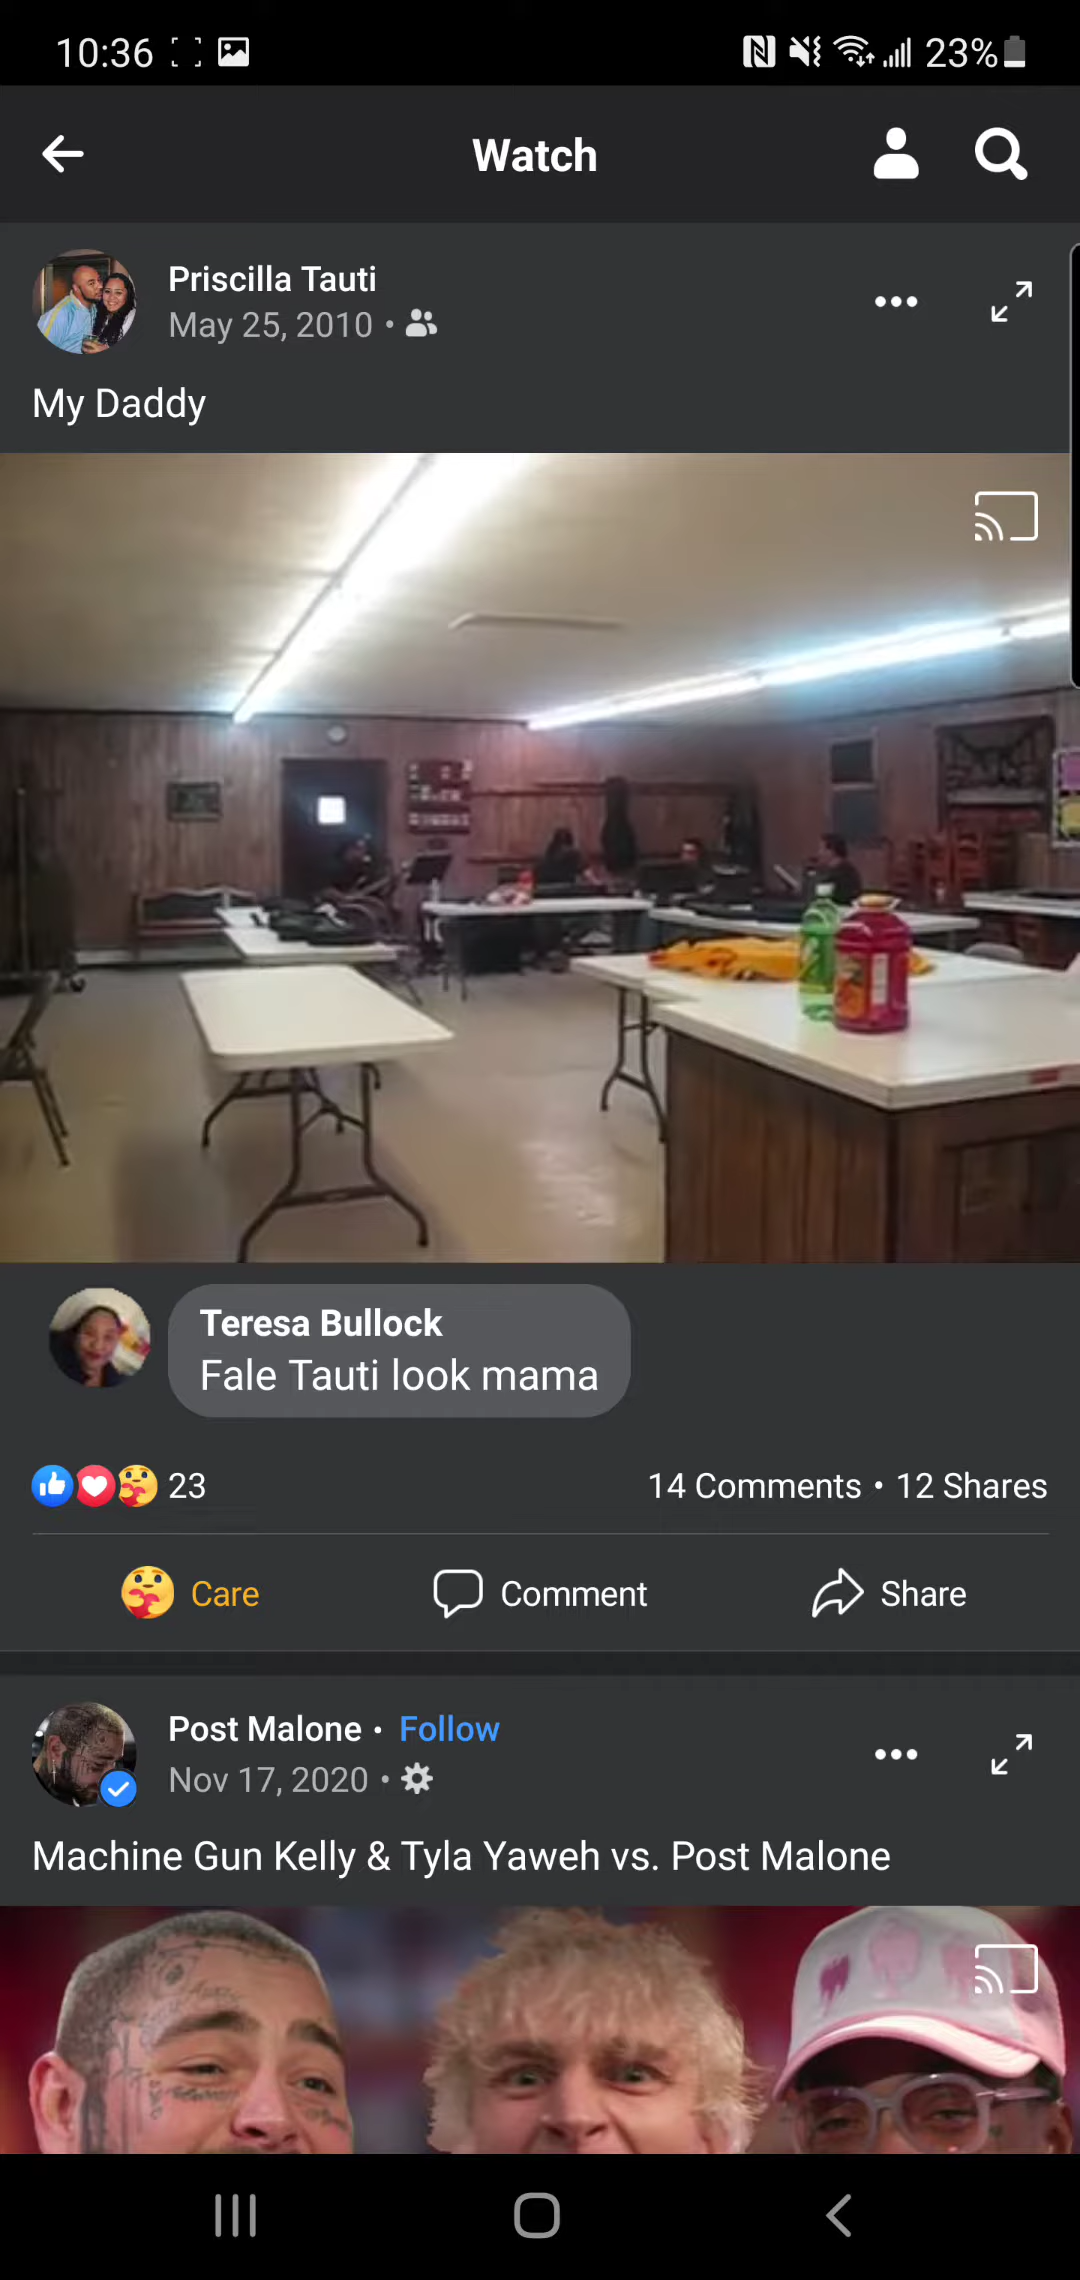 10:36
23%
Watch
Priscilla Tauti
May 25, 2010 •
My Daddy
Teresa Bullock
Fale Tauti look mama
23
14 Comments • 12 Shares
Care
Comment
Share
Post Malone • Follow
Nov 17, 2020 •
Machine Gun Kelly & Tyla Yaweh vs. Post Malone